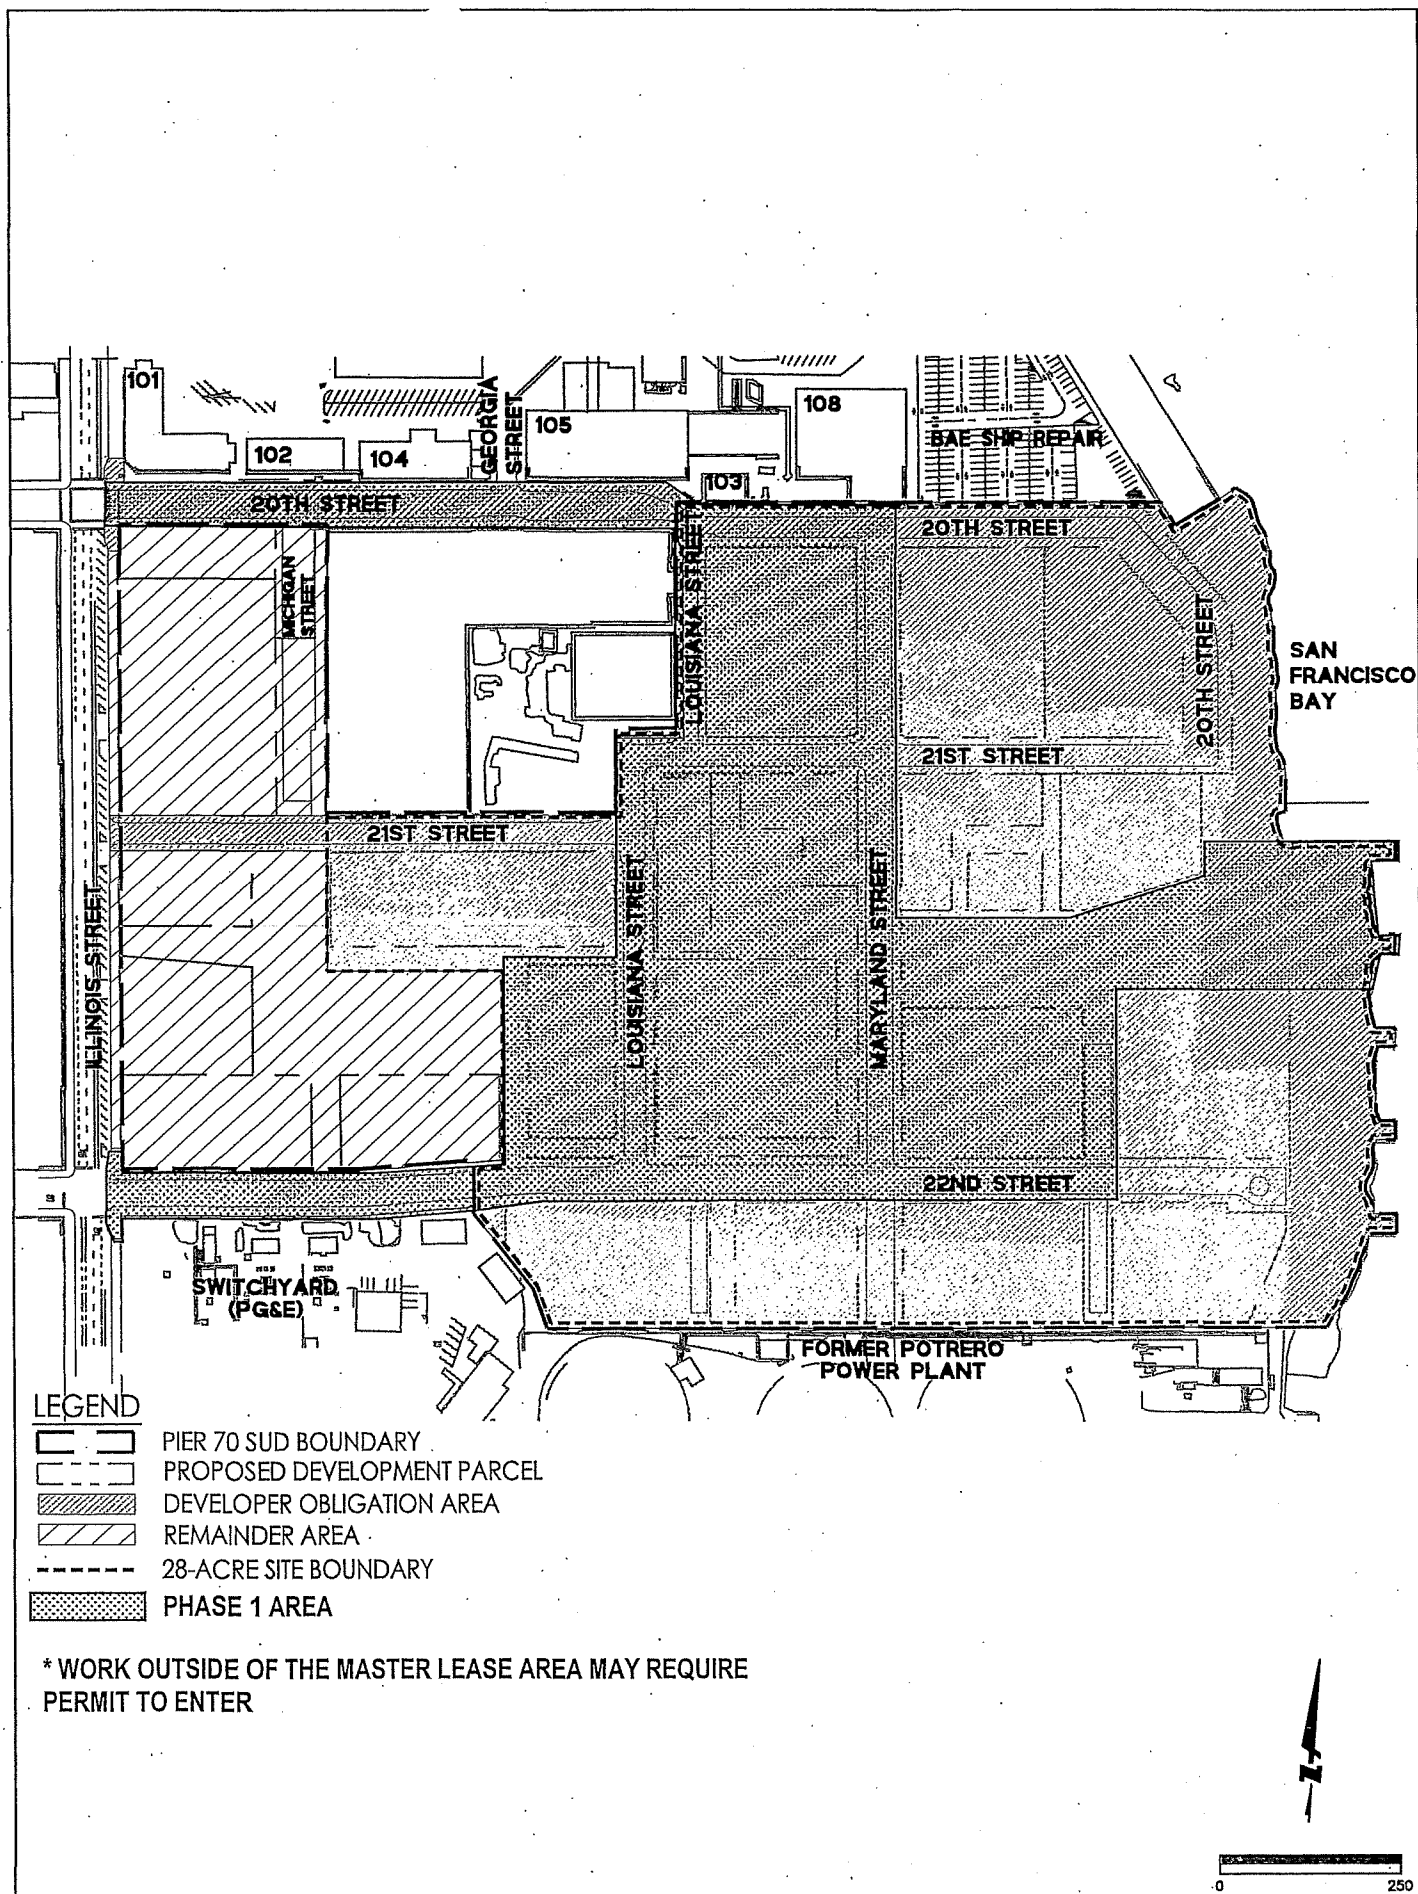 101
102
104
GEORGIA
STREET
105
103
108
BAE SHIP REPAIR
20TH STREET
20TH STREET
MICHIGAN
STREET
LOUISIANA STREET
20TH STREET
SAN
FRANCISCO
BAY
21ST STREET
21ST STREET
ILLINOIS STREET
LOUISIANA STREET
MARYLAND STREET
22ND STREET
SWITCHYARD
(PG&E)
FORMER POTRERO
POWER PLANT
LEGEND
PIER 70 SUD BOUNDARY
PROPOSED DEVELOPMENT PARCEL
DEVELOPER OBLIGATION AREA
REMAINDER AREA
28-ACRE SITE BOUNDARY
PHASE 1 AREA
* WORK OUTSIDE OF THE MASTER LEASE AREA MAY REQUIRE
PERMIT TO ENTER
N
0 250